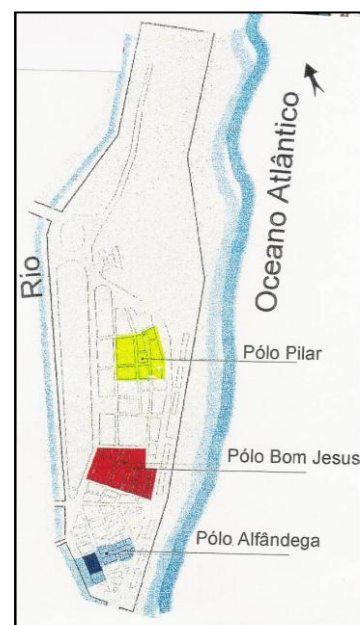 Oceano Atlântico
Rio
Pólo Pilar
Pólo Bom Jesus
Pólo Alfândega